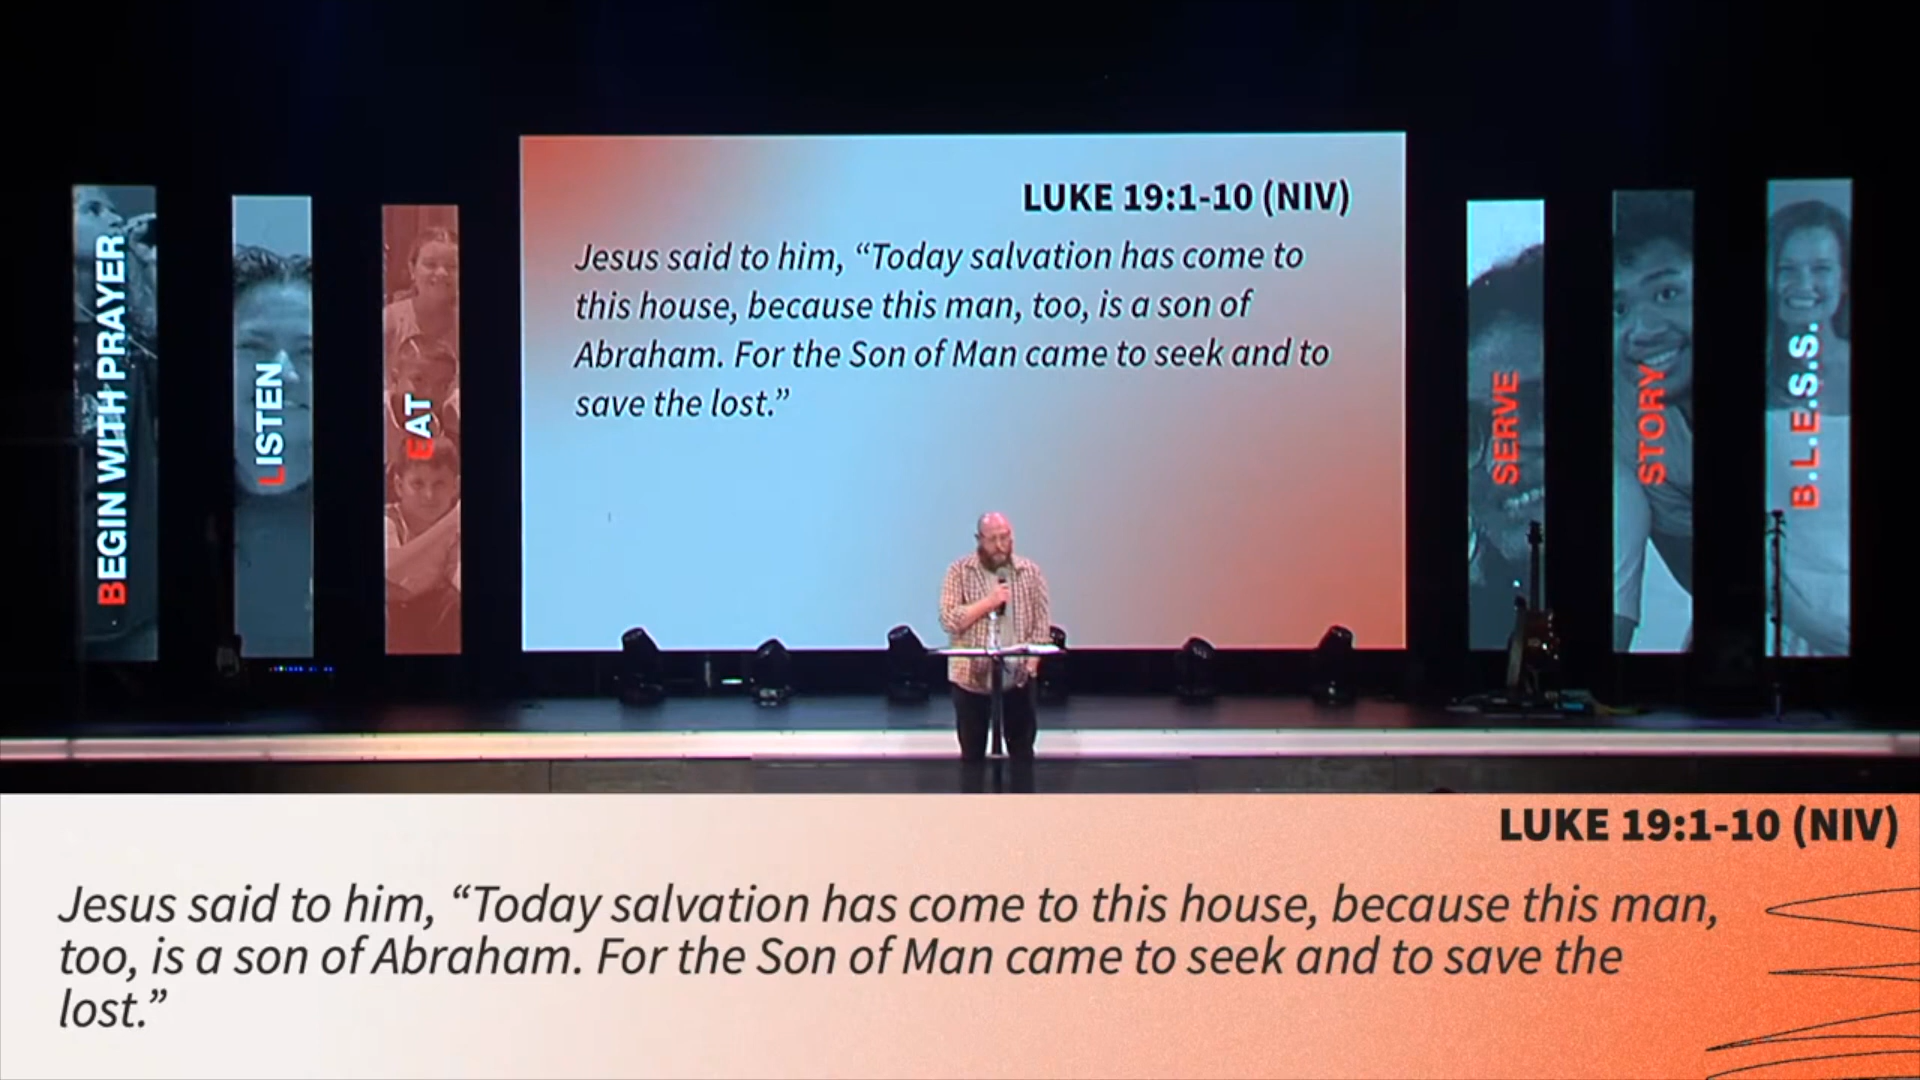 BEGIN WITH PRAYER
LISTEN
EAT
LUKE 19:1-10 (NIV)
Jesus said to him, “Today salvation has come to
this house, because this man, too, is a son of
Abraham. For the Son of Man came to seek and to
save the lost.”
SERVE
STORY
B.L.E.S.S.
LUKE 19:1-10 (NIV)
Jesus said to him, “Today salvation has come to this house, because this man,
too, is a son of Abraham. For the Son of Man came to seek and to save the
lost.”